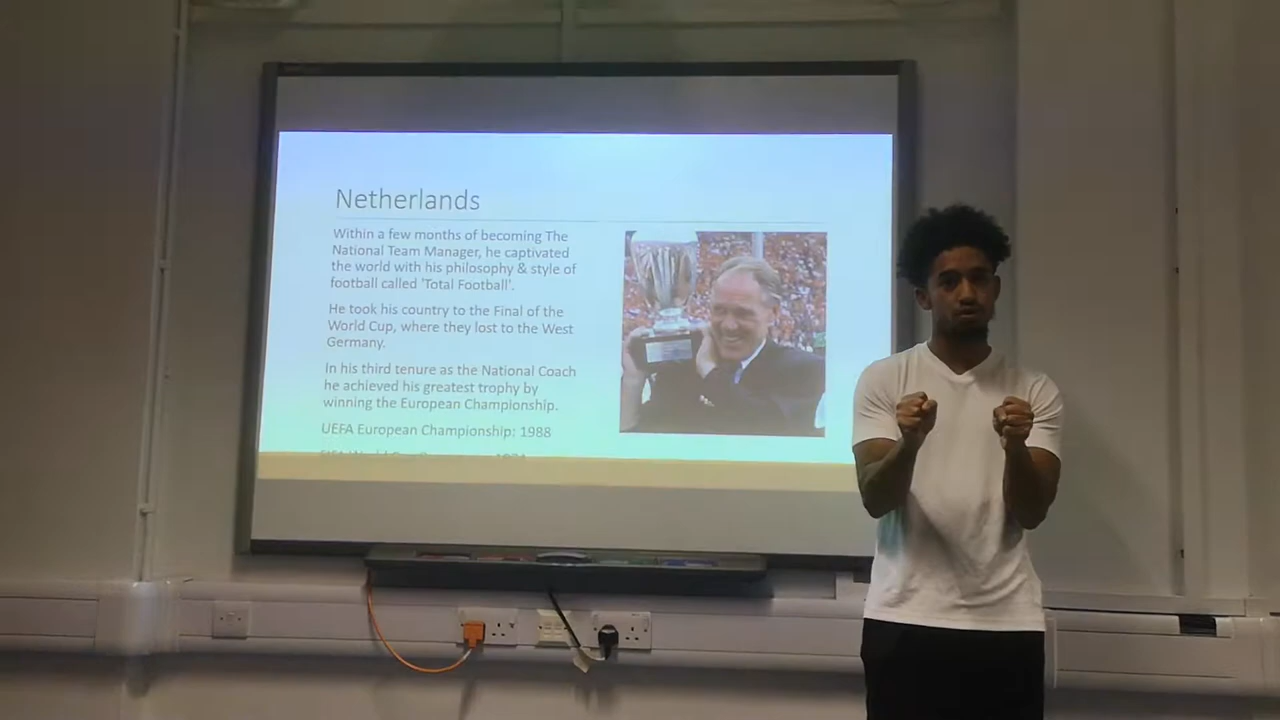 Netherlands
Within a few months of becoming The
National Team Manager, he captivated
the world with his philosophy & style of
football called 'Total Football'.
He took his country to the Final of the
World Cup, where they lost to the West
Germany.
In his third tenure as the National Coach
he achieved his greatest trophy by
winning the European Championship.
UEFA European Championship: 1988